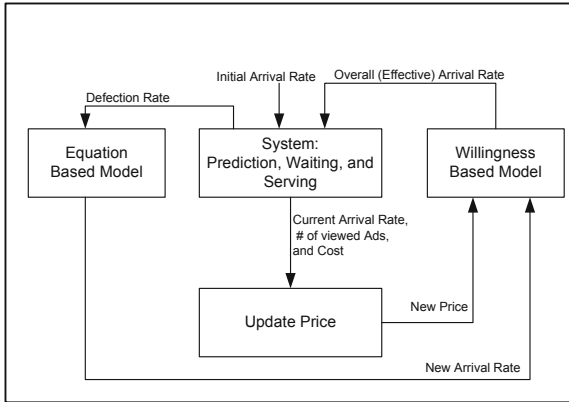 Initial Arrival Rate
Overall (Effective) Arrival Rate
Defection Rate
Equation
Based Model
System:
Prediction, Waiting, and
Serving
Willingness
Based Model
Current Arrival Rate,
# of viewed Ads,
and Cost
Update Price
New Price
New Arrival Rate